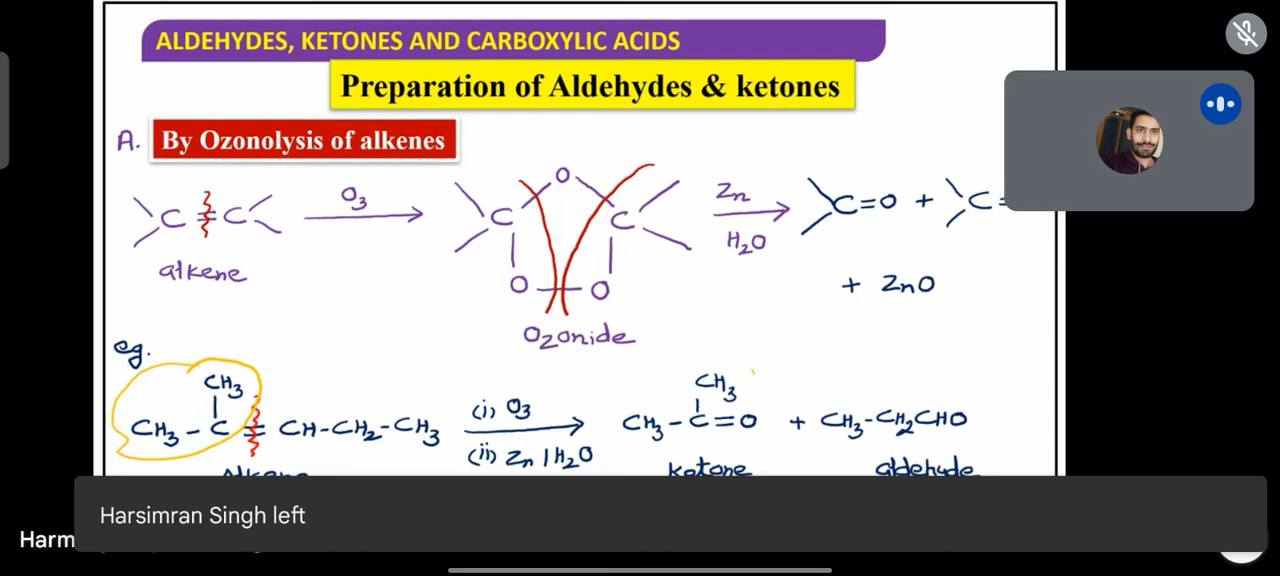 ALDEHYDES, KETONES AND CARBOXYLIC ACIDS
Preparation of Aldehydes & ketones
A. By Ozonolysis of alkenes
C = C
O3
O
C C
O O
Zn
H2O
C=O + C=
alkene
+ ZnO
Ozonide
eg.
CH3
CH3 - C = CH-CH2-CH3
(i) O3
(ii) Zn / H2O
CH3
CH3 - C = O + CH3-CH2CHO
ketone aldehyde
Harsimran Singh left
Harm